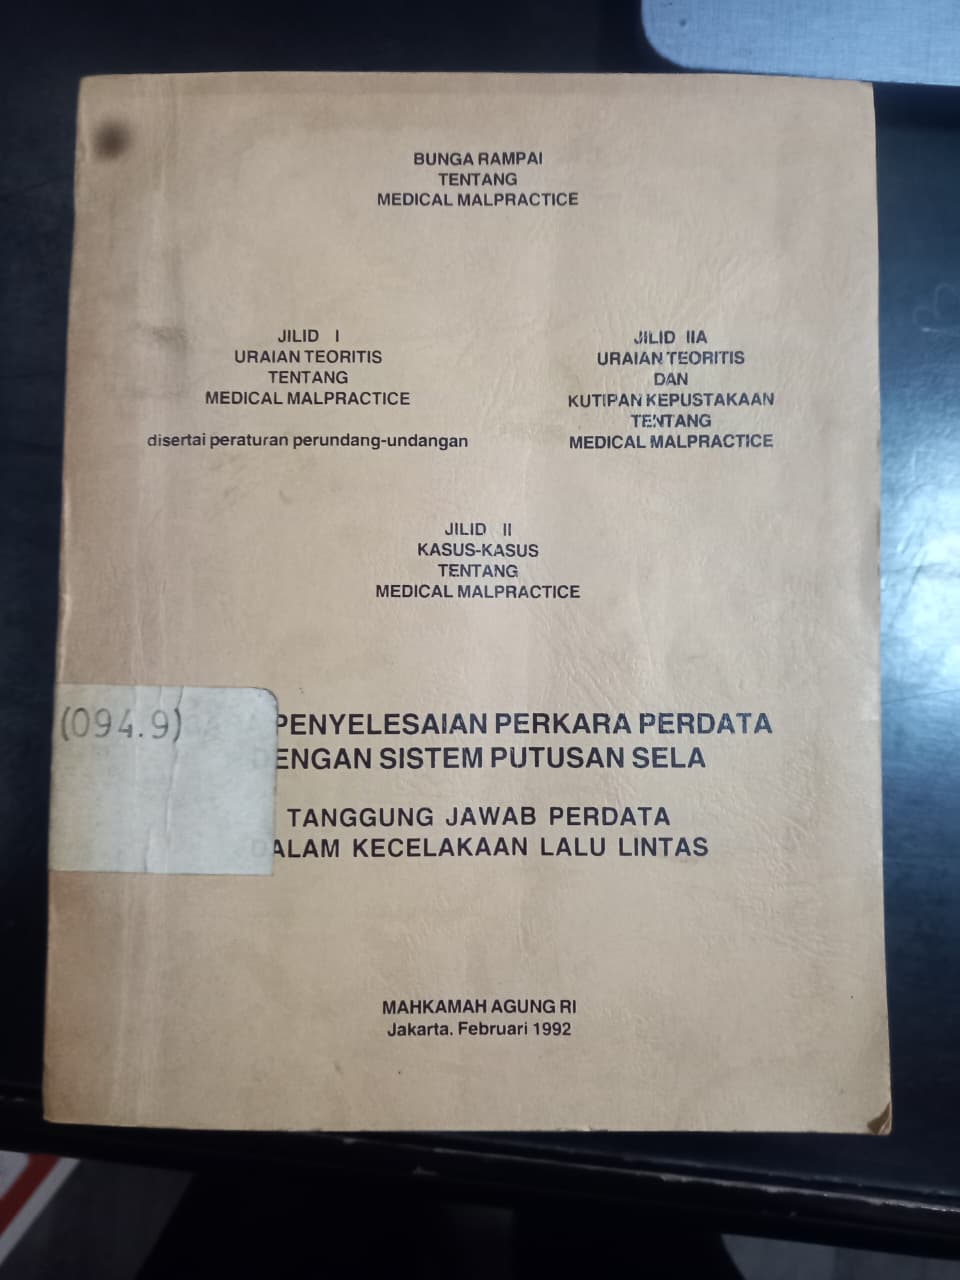 BUNGA RAMPAI
TENTANG
MEDICAL MALPRACTICE
JILID I
URAIAN TEORITIS
TENTANG
MEDICAL MALPRACTICE
disertai peraturan perundang-undangan
JILID IIA
URAIAN TEORITIS
DAN
KUTIPAN KEPUSTAKAAN
TENTANG
MEDICAL MALPRACTICE
JILID II
KASUS-KASUS
TENTANG
MEDICAL MALPRACTICE
(094.9)
PENYELESAIAN PERKARA PERDATA
DENGAN SISTEM PUTUSAN SELA
TANGGUNG JAWAB PERDATA
DALAM KECELAKAAN LALU LINTAS
MAHKAMAH AGUNG RI
Jakarta. Februari 1992